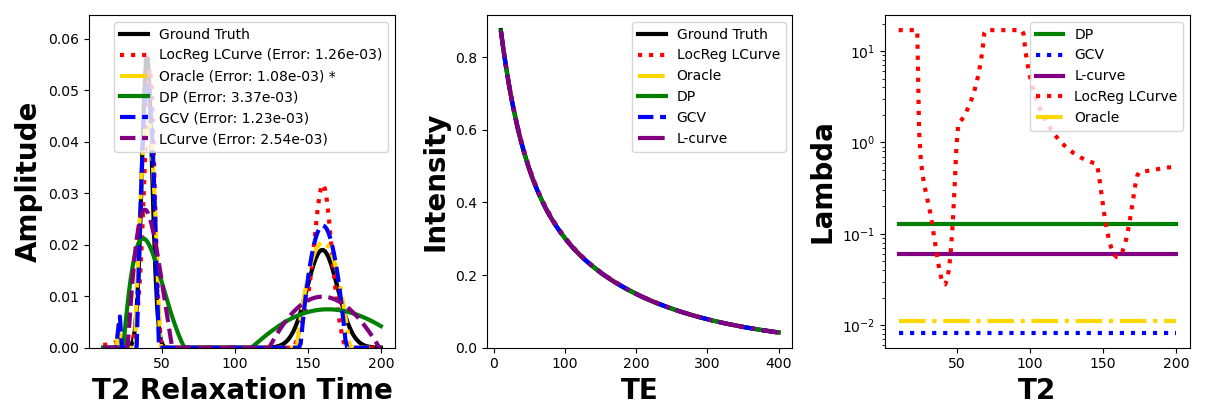 Amplitude
0.06
0.05
0.04
0.03
0.02
0.01
0.00
Ground Truth
LocReg LCurve (Error: 1.26e-03)
Oracle (Error: 1.08e-03) *
DP (Error: 3.37e-03)
GCV (Error: 1.23e-03)
LCurve (Error: 2.54e-03)
50
100
150
200
T2 Relaxation Time
Intensity
0.8
0.6
0.4
0.2
0.0
Ground Truth
LocReg LCurve
Oracle
DP
GCV
L-curve
0
100
200
300
400
TE
Lambda
10¹
10⁰
10⁻¹
10⁻²
DP
GCV
L-curve
LocReg LCurve
Oracle
50
100
150
200
T2